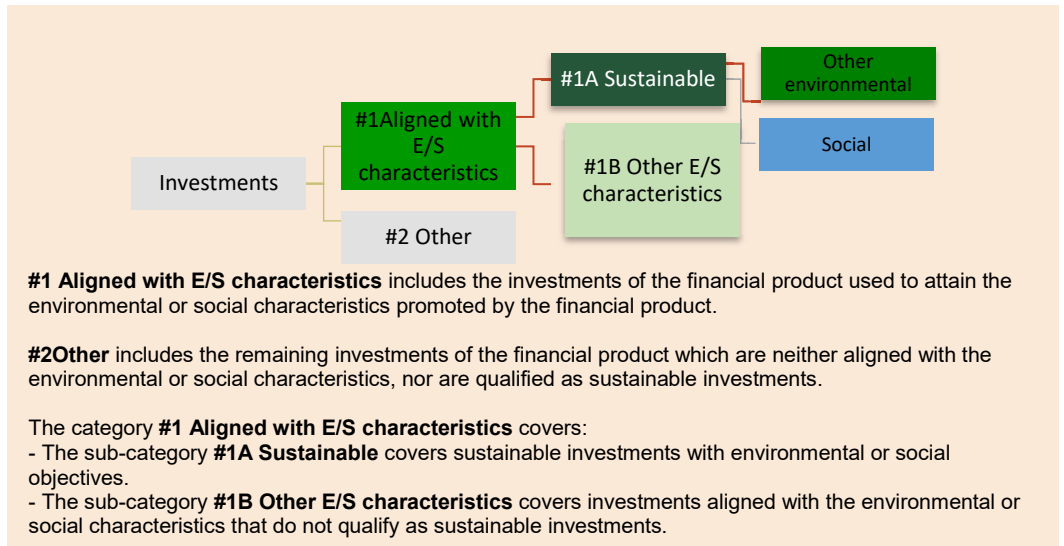 Investments
#1Aligned with
E/S
characteristics
#2 Other
#1A Sustainable
#1B Other E/S
characteristics
Other
environmental
Social
#1 Aligned with E/S characteristics includes the investments of the financial product used to attain the
environmental or social characteristics promoted by the financial product.
#2Other includes the remaining investments of the financial product which are neither aligned with the
environmental or social characteristics, nor are qualified as sustainable investments.
The category #1 Aligned with E/S characteristics covers:
- The sub-category #1A Sustainable covers sustainable investments with environmental or social
objectives.
- The sub-category #1B Other E/S characteristics covers investments aligned with the environmental or
social characteristics that do not qualify as sustainable investments.